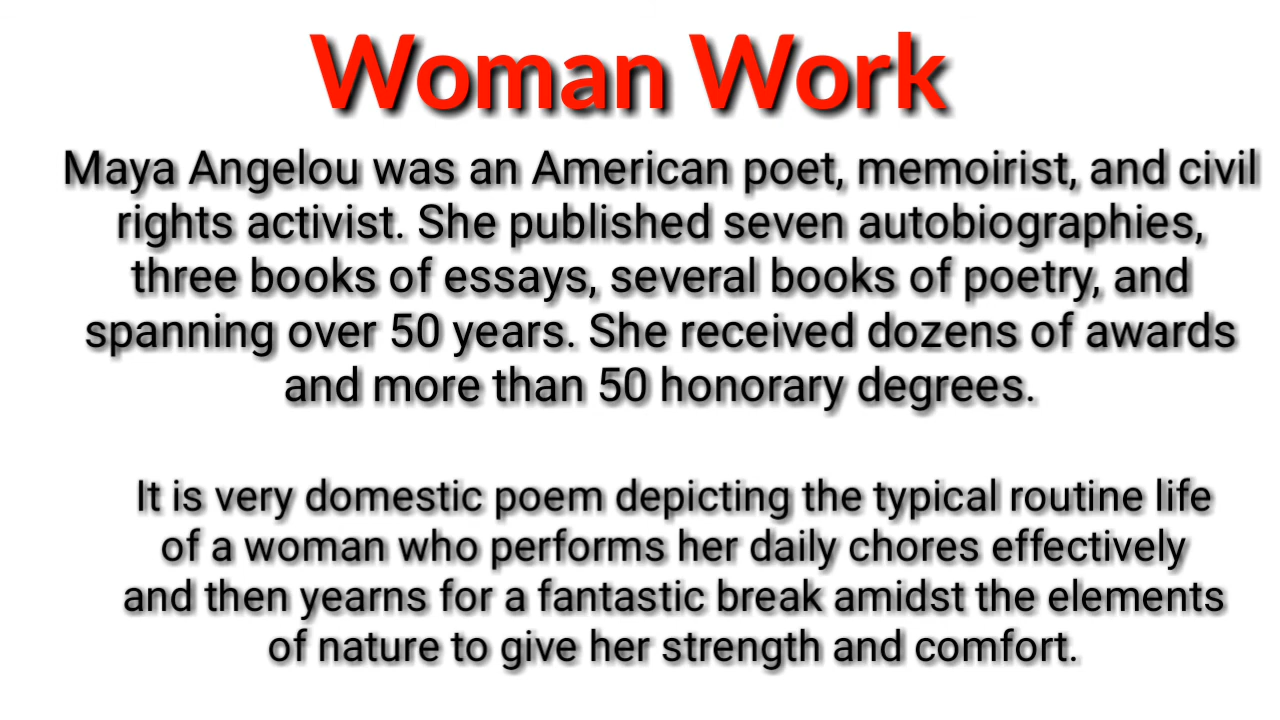 Woman Work
Maya Angelou was an American poet, memoirist, and civil
rights activist. She published seven autobiographies,
three books of essays, several books of poetry, and
spanning over 50 years. She received dozens of awards
and more than 50 honorary degrees.
It is very domestic poem depicting the typical routine life
of a woman who performs her daily chores effectively
and then yearns for a fantastic break amidst the elements
of nature to give her strength and comfort.